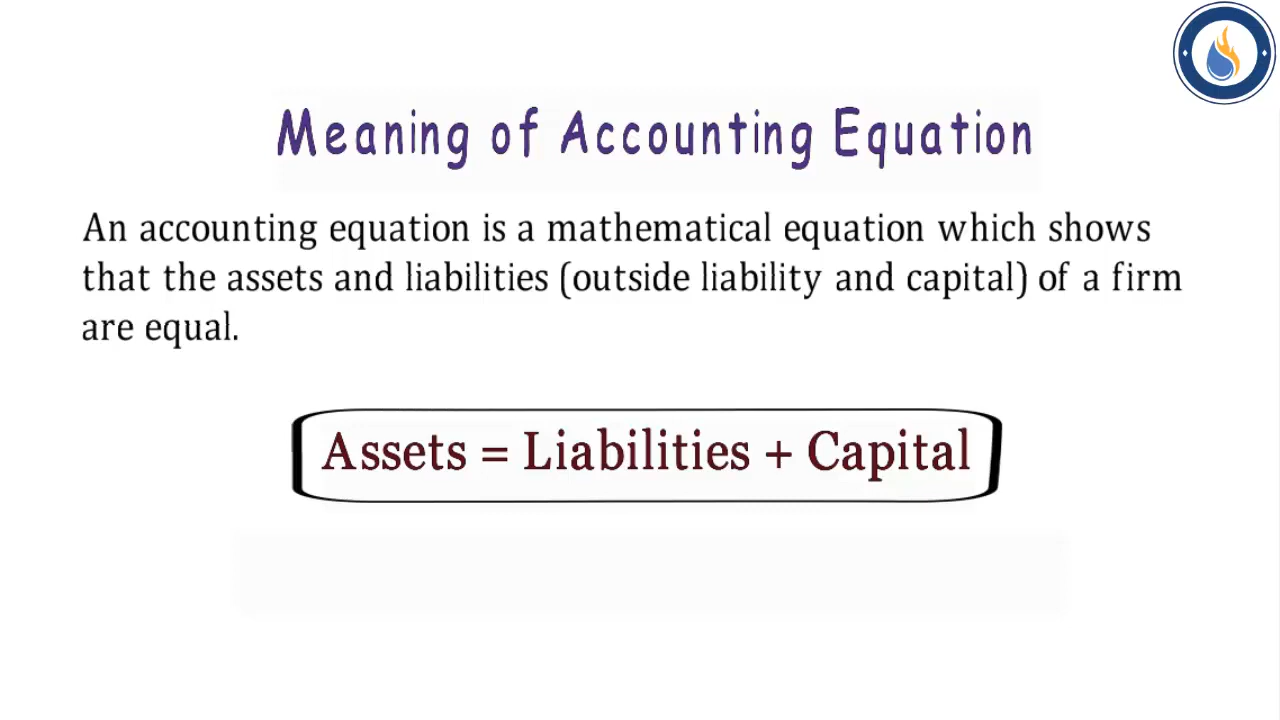 Meaning of Accounting Equation
An accounting equation is a mathematical equation which shows
that the assets and liabilities (outside liability and capital) of a firm
are equal.
Assets = Liabilities + Capital